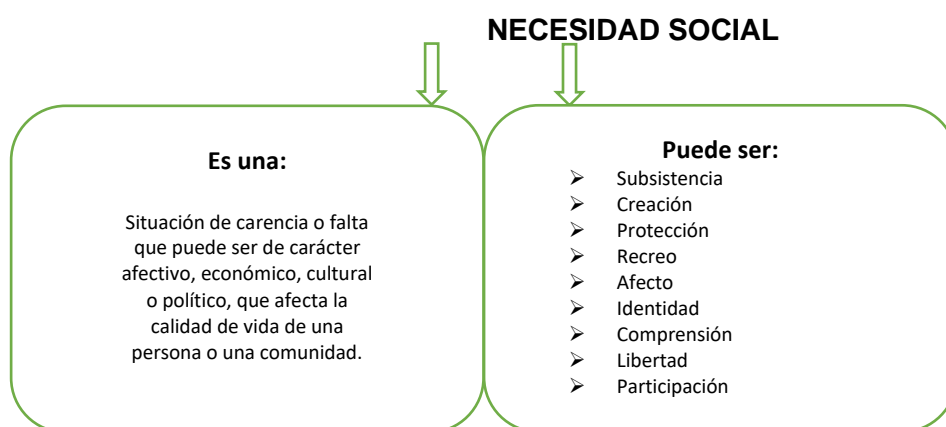 NECESIDAD SOCIAL
Es una:
Situación de carencia o falta
que puede ser de carácter
afectivo, económico, cultural
o político, que afecta la
calidad de vida de una
persona o una comunidad.
Puede ser:
➢ Subsistencia
➢ Creación
➢ Protección
➢ Recreo
➢ Afecto
➢ Identidad
➢ Comprensión
➢ Libertad
➢ Participación